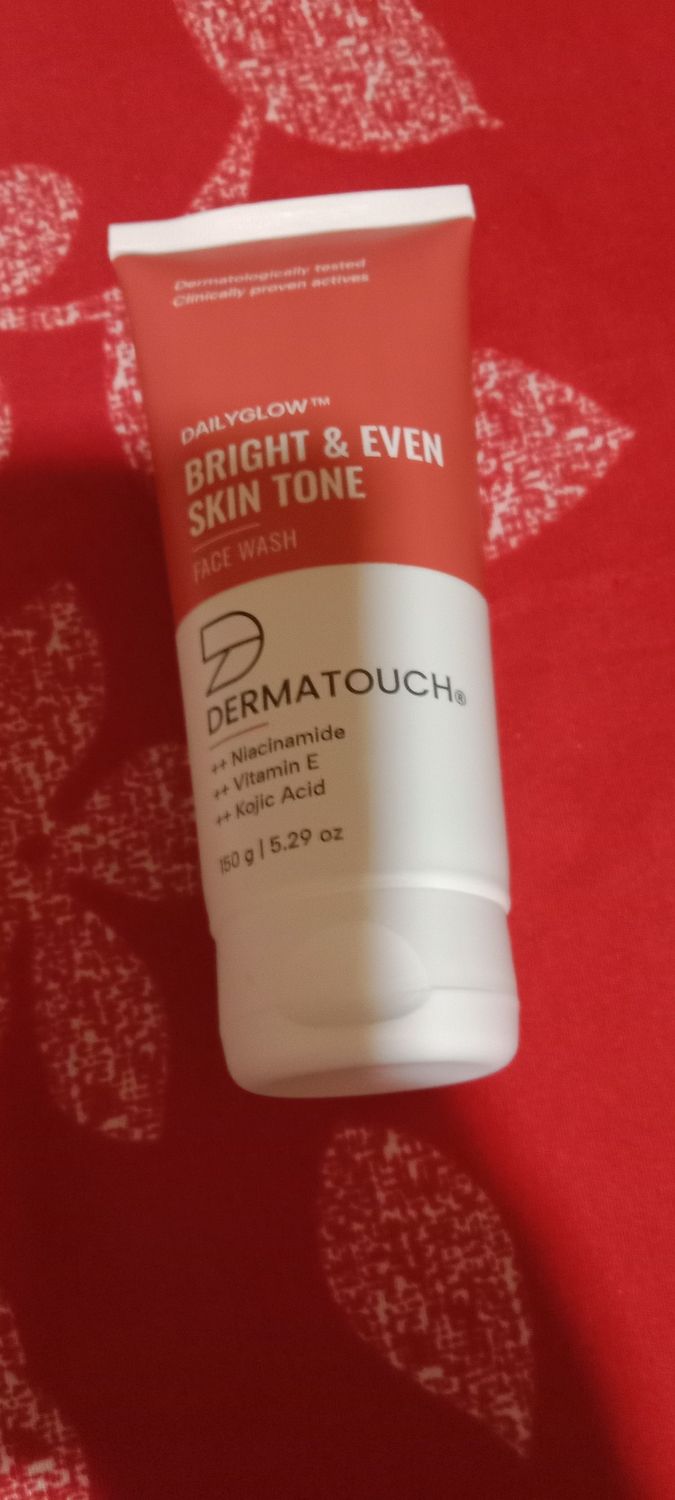 Dermatologically tested
Clinically proven actives
DAILYGLOW™
BRIGHT & EVEN
SKIN TONE
FACE WASH
DERMATOUCH®
++ Niacinamide
++ Vitamin E
++ Kojic Acid
150 g | 5.29 oz